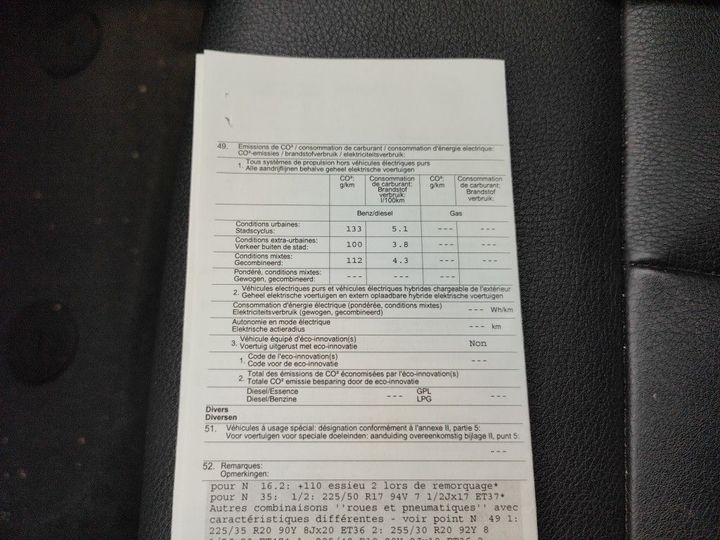 49. Emissions de CO² / consommation de carburant / consommation d'énergie electrique:
CO²-emissies / brandstofverbruik / elektriciteitsverbruik:
1. Tous systèmes de propulsion hors véhicules électriques purs
Alle aandrijflijnen behalve geheel elektrische voertuigen
CO²: g/km Consommation de carburant: Brandstof verbruik: l/100km CO²: g/km Consommation de carburant: Brandstof verbruik:
Benz/diesel Gas
Conditions urbaines:
Stadscyclus: 133 5.1 --- ---
Conditions extra-urbaines:
Verkeer buiten de stad: 100 3.8 --- ---
Conditions mixtes:
Gecombineerd: 112 4.3 --- ---
Pondéré, conditions mixtes:
Gewogen, gecombineerd: --- --- ---
2. Véhicules electriques purs et véhicules électriques hybrides chargeable de l'extérieur
Geheel elektrische voertuigen en extern oplaadbare hybride elektrische voertuigen
Consommation d'énergie électrique (pondérée, conditions mixtes)
Elektriciteitsverbruik (gewogen, gecombineerd) --- Wh/km
Autonomie en mode électrique
Elektrische actieradius --- km
3. Véhicule équipé d'éco-innovation(s)
Voertuig uitgerust met eco-innovatie Non
1. Code de l'eco-innovation(s)
Code voor de eco-innovatie ---
2. Total des émissions de CO² économisées par l'éco-innovation(s)
Totale CO² emissie besparing door de eco-innovatie
Diesel/Essence GPL
Diesel/Benzine --- LPG ---
Divers
Diversen
51. Véhicules à usage spécial: désignation conformément à l'annexe II, partie 5:
Voor voertuigen voor speciale doeleinden: aanduiding overeenkomstig bijlage II, punt 5:
---
52. Remarques:
Opmerkingen:
pour N 16.2: +110 essieu 2 lors de remorquage*
pour N 35: 1/2: 225/50 R17 94V 7 1/2Jx17 ET37*
Autres combinaisons ''roues et pneumatiques'' avec
caractéristiques différentes - voir point N 49 1:
225/35 R20 90Y 8Jx20 ET36 2: 255/30 R20 92Y 8